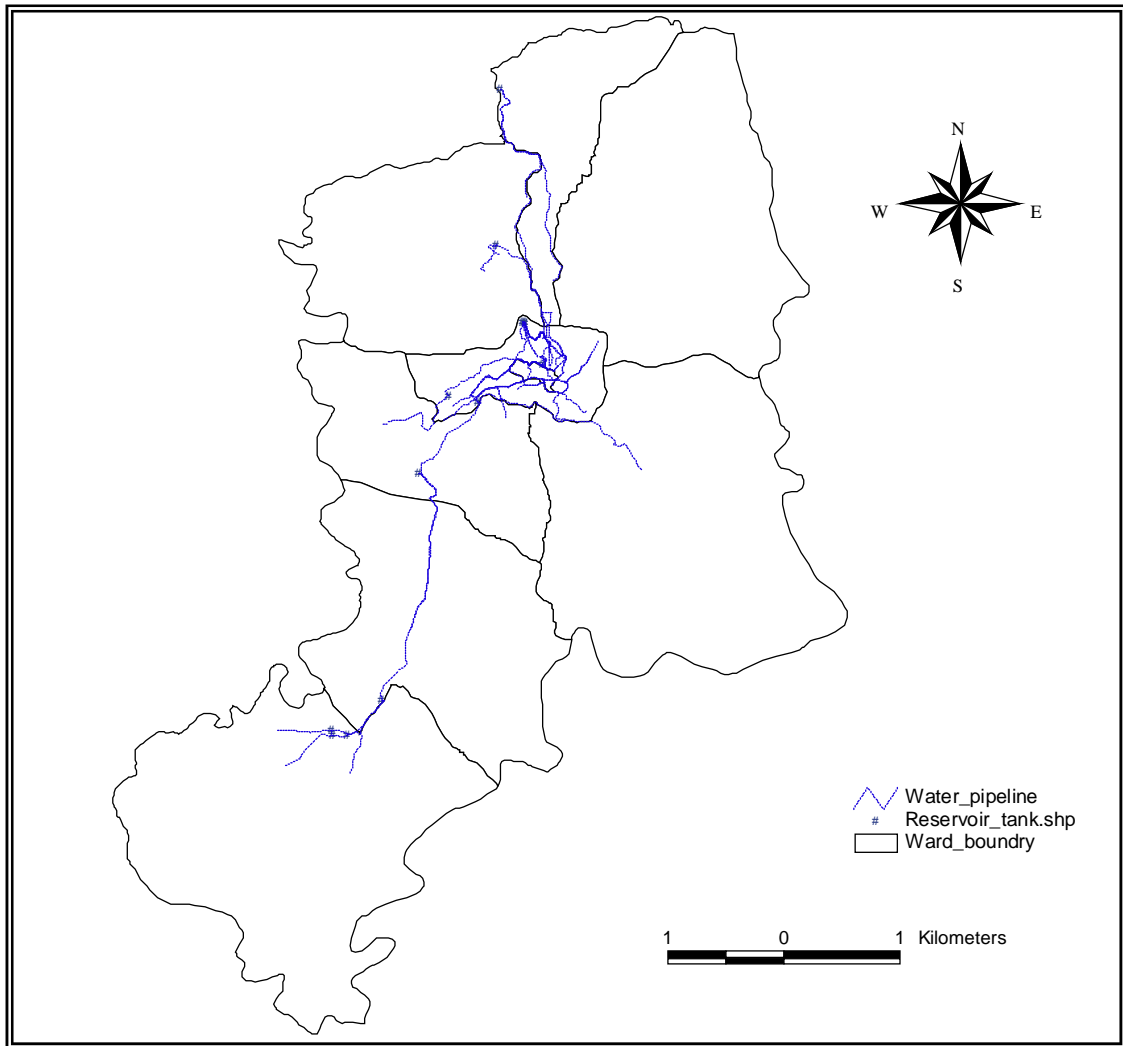 N
W E
S
Water_pipeline
# Reservoir_tank.shp
Ward_boundry
1 0 1 Kilometers